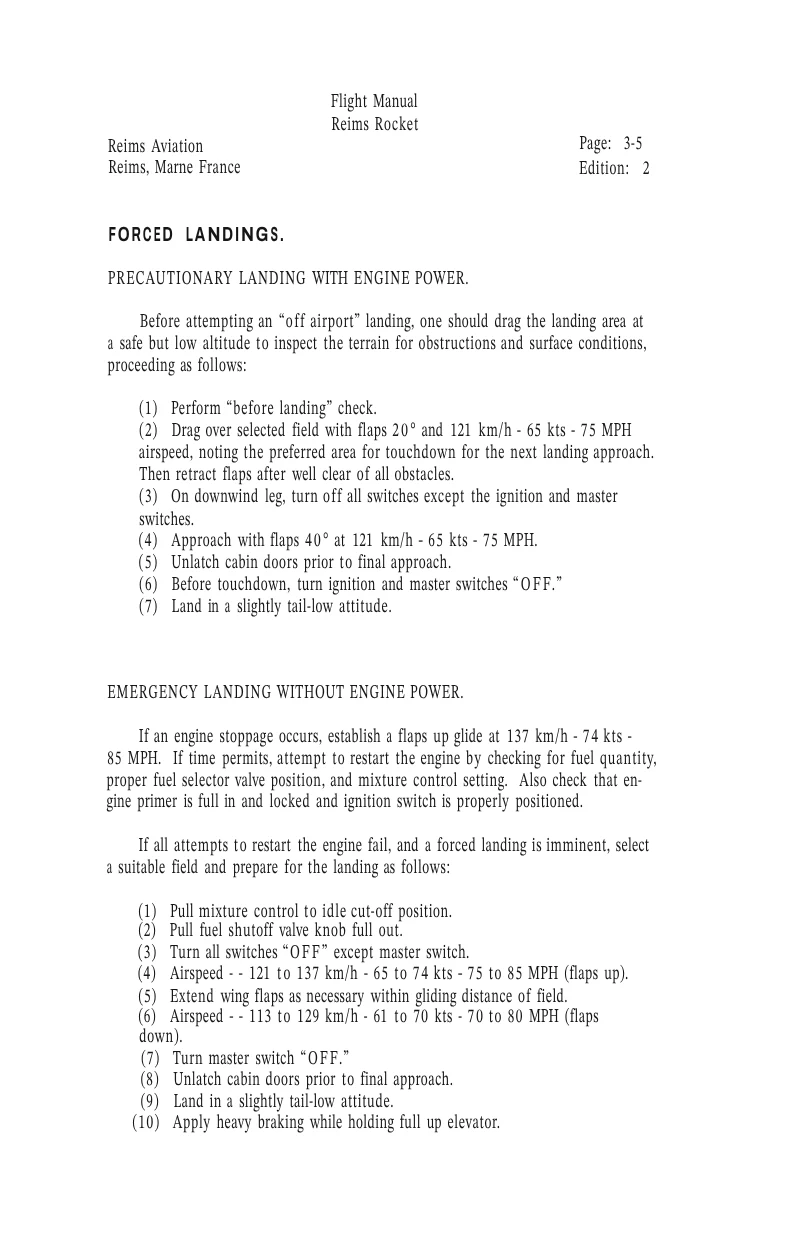 Flight Manual
Reims Rocket
Reims Aviation
Page: 3-5
Reims, Marne France
Edition: 2
FORCED LANDINGS.
PRECAUTIONARY LANDING WITH ENGINE POWER.
Before attempting an “off airport” landing, one should drag the landing area at
a safe but low altitude to inspect the terrain for obstructions and surface conditions,
proceeding as follows:
(1) Perform “before landing” check.
(2) Drag over selected field with flaps 20° and 121 km/h - 65 kts - 75 MPH
airspeed, noting the preferred area for touchdown for the next landing approach.
Then retract flaps after well clear of all obstacles.
(3) On downwind leg, turn off all switches except the ignition and master
switches.
(4) Approach with flaps 40° at 121 km/h - 65 kts - 75 MPH.
(5) Unlatch cabin doors prior to final approach.
(6) Before touchdown, turn ignition and master switches “OFF.”
(7) Land in a slightly tail-low attitude.
EMERGENCY LANDING WITHOUT ENGINE POWER.
If an engine stoppage occurs, establish a flaps up glide at 137 km/h - 74 kts -
85 MPH. If time permits, attempt to restart the engine by checking for fuel quantity,
proper fuel selector valve position, and mixture control setting. Also check that en-
gine primer is full in and locked and ignition switch is properly positioned.
If all attempts to restart the engine fail, and a forced landing is imminent, select
a suitable field and prepare for the landing as follows:
(1) Pull mixture control to idle cut-off position.
(2) Pull fuel shutoff valve knob full out.
(3) Turn all switches “OFF” except master switch.
(4) Airspeed - - 121 to 137 km/h - 65 to 74 kts - 75 to 85 MPH (flaps up).
(5) Extend wing flaps as necessary within gliding distance of field.
(6) Airspeed - - 113 to 129 km/h - 61 to 70 kts - 70 to 80 MPH (flaps
down).
(7) Turn master switch “OFF.”
(8) Unlatch cabin doors prior to final approach.
(9) Land in a slightly tail-low attitude.
(10) Apply heavy braking while holding full up elevator.